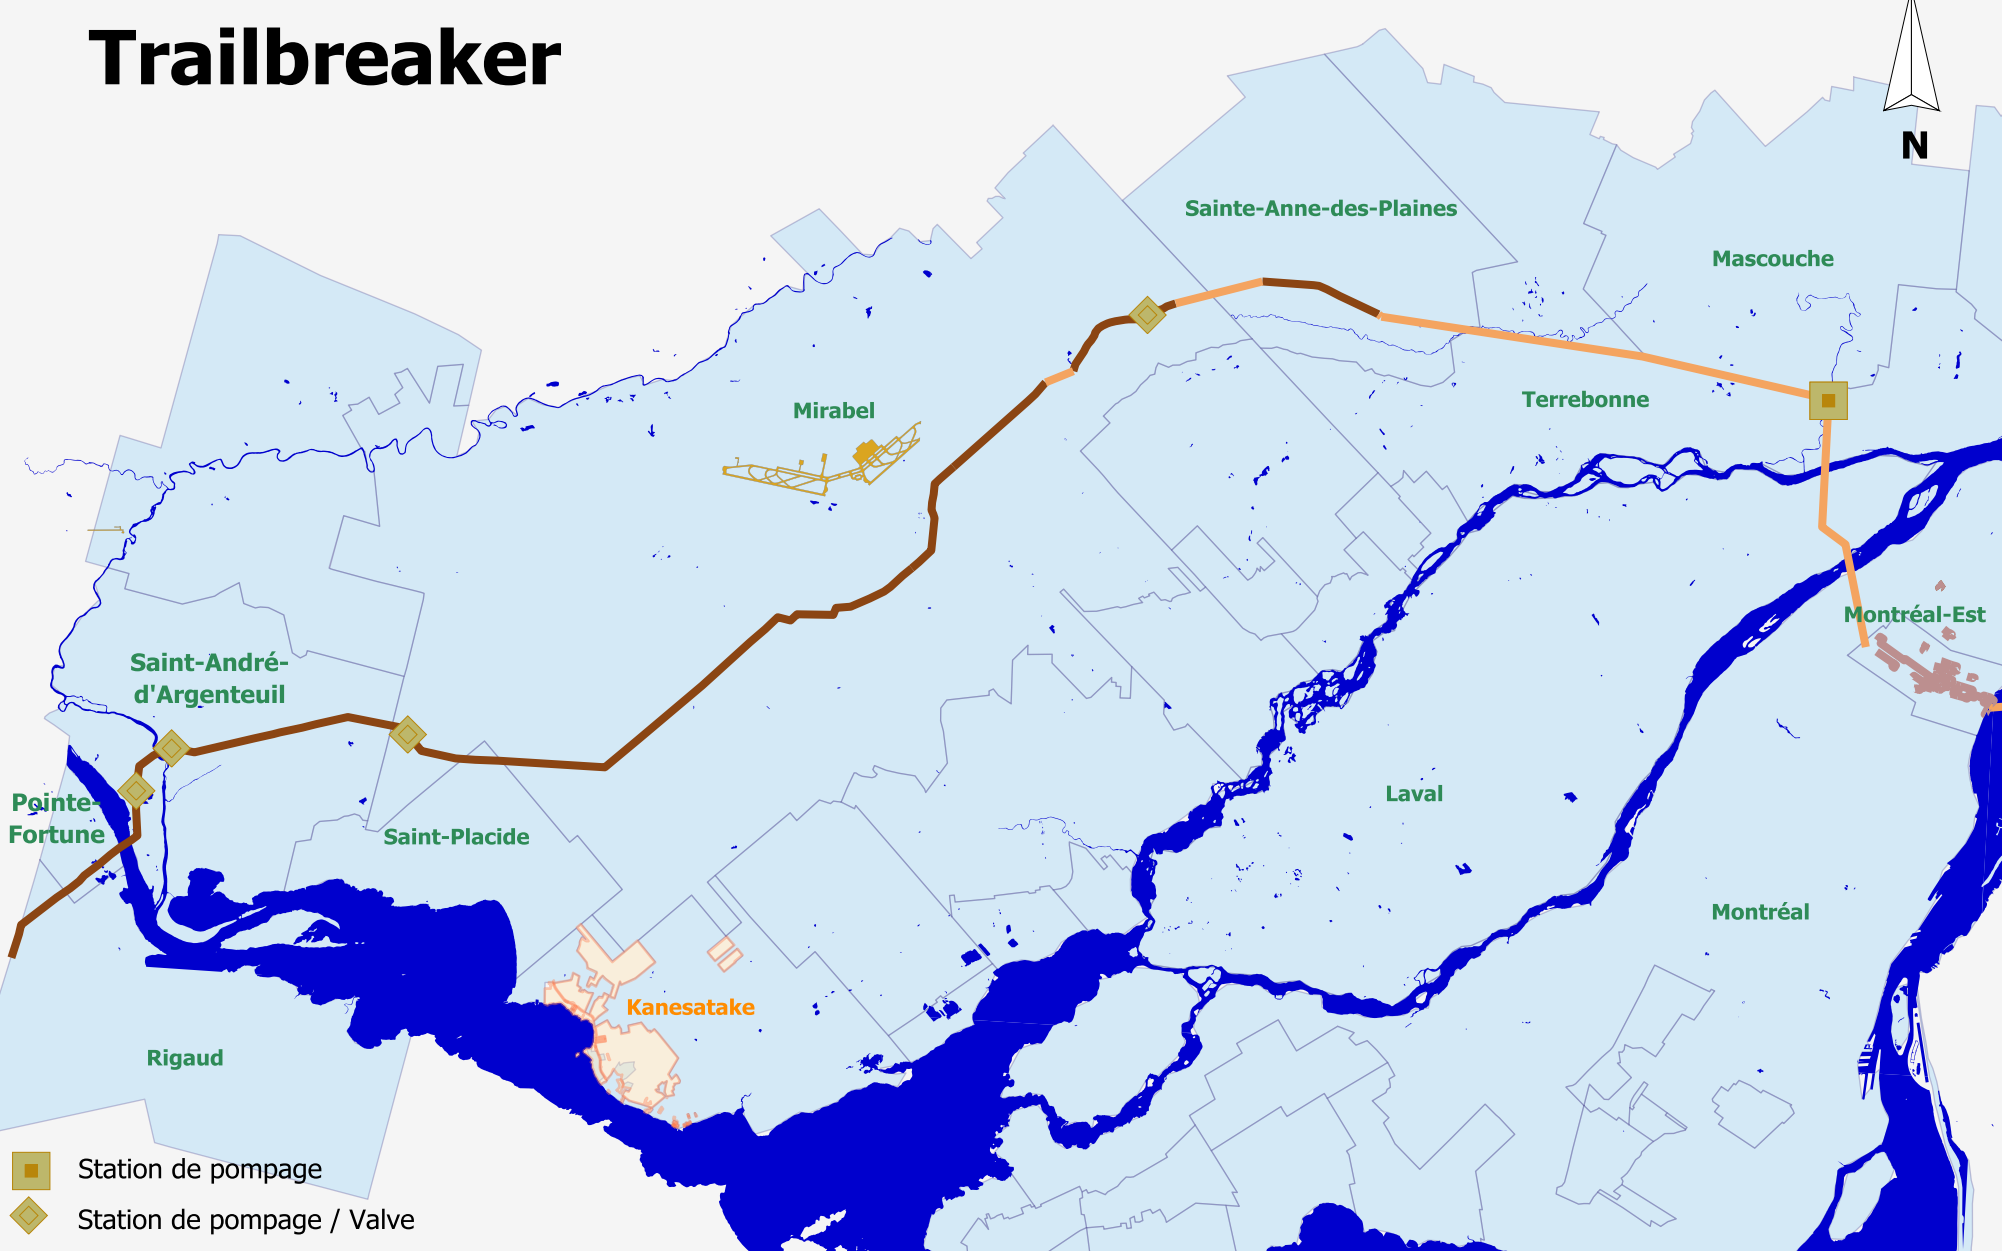 Trailbreaker
N
Sainte-Anne-des-Plaines
Mascouche
Mirabel
Terrebonne
Montréal-Est
Saint-André-
d'Argenteuil
Pointe-
Fortune
Saint-Placide
Laval
Montréal
Kanesatake
Rigaud
Station de pompage
Station de pompage / Valve